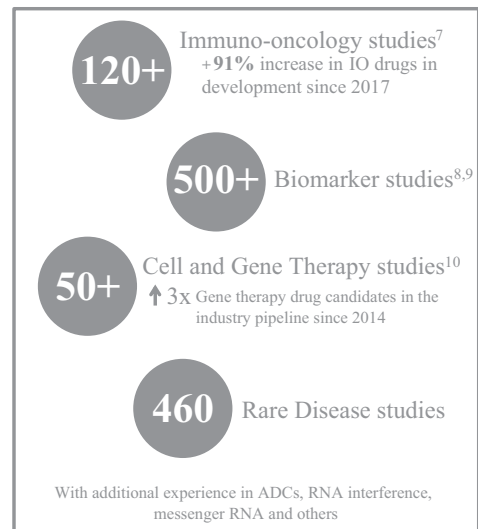 120+
Immuno-oncology studies7
+91% increase in IO drugs in
development since 2017
500+
Biomarker studies8,9
50+
Cell and Gene Therapy studies10
↑ 3x Gene therapy drug candidates in the
industry pipeline since 2014
460
Rare Disease studies
With additional experience in ADCs, RNA interference,
messenger RNA and others